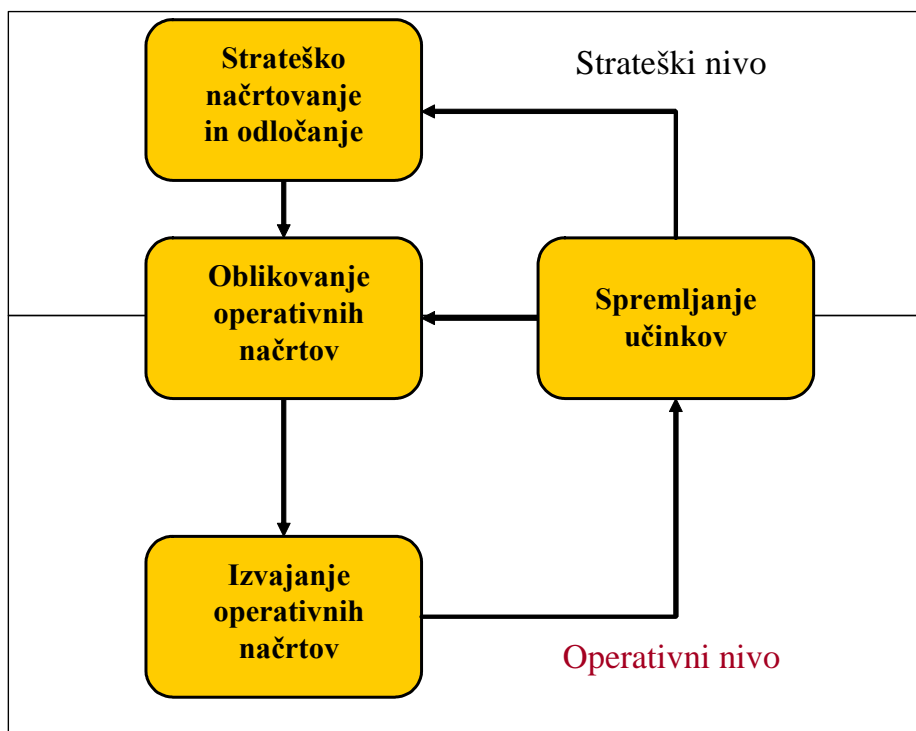 Strateško
načrtovanje
in odločanje
Strateški nivo
Oblikovanje
operativnih
načrtov
Spremljanje
učinkov
Izvajanje
operativnih
načrtov
Operativni nivo